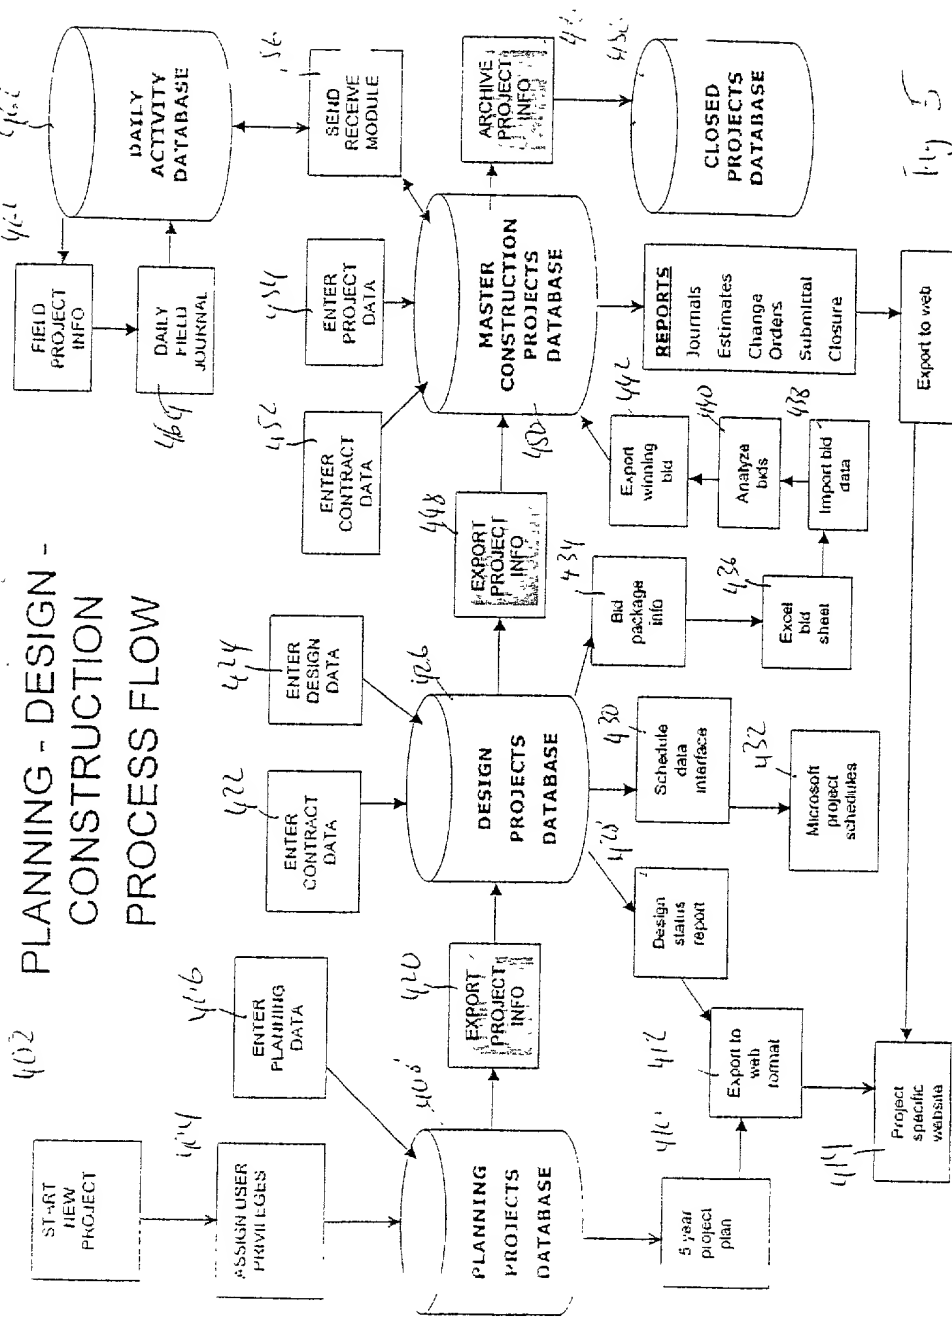 402
PLANNING - DESIGN -
CONSTRUCTION
PROCESS FLOW
START
NEW
PROJECT
404
ASSIGN USER
PRIVILEGES
406
ENTER
PLANNING
DATA
408
PLANNING
PROJECTS
DATABASE
5 year
project
plan
412
Export to
web
format
414
Project
specific
website
420
EXPORT
PROJECT
INFO
422
ENTER
CONTRACT
DATA
424
ENTER
DESIGN
DATA
426
DESIGN
PROJECTS
DATABASE
428
Design
status
report
430
Schedule
data
interface
432
Microsoft
project
schedules
434
Bid
package
info
436
Excel
bid
sheet
438
Import bid
data
440
Analyze
bids
442
Export
winning
bid
448
EXPORT
PROJECT
INFO
450
MASTER
CONSTRUCTION
PROJECTS
DATABASE
452
ENTER
CONTRACT
DATA
454
ENTER
PROJECT
DATA
SEND
RECEIVE
MODULE
FIELD
PROJECT
INFO
464
DAILY
FIELD
JOURNAL
DAILY
ACTIVITY
DATABASE
ARCHIVE
PROJECT
INFO
CLOSED
PROJECTS
DATABASE
REPORTS
Journals
Estimates
Change
Orders
Submittal
Closure
Export to web
Fig 5